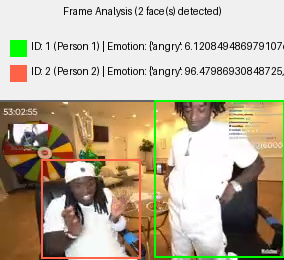 Frame Analysis (2 face(s) detected)
ID: 1 (Person 1) | Emotion: {'angry': 6.120849486979107
ID: 2 (Person 2) | Emotion: {'angry': 96.47986930848725,
53:02:55